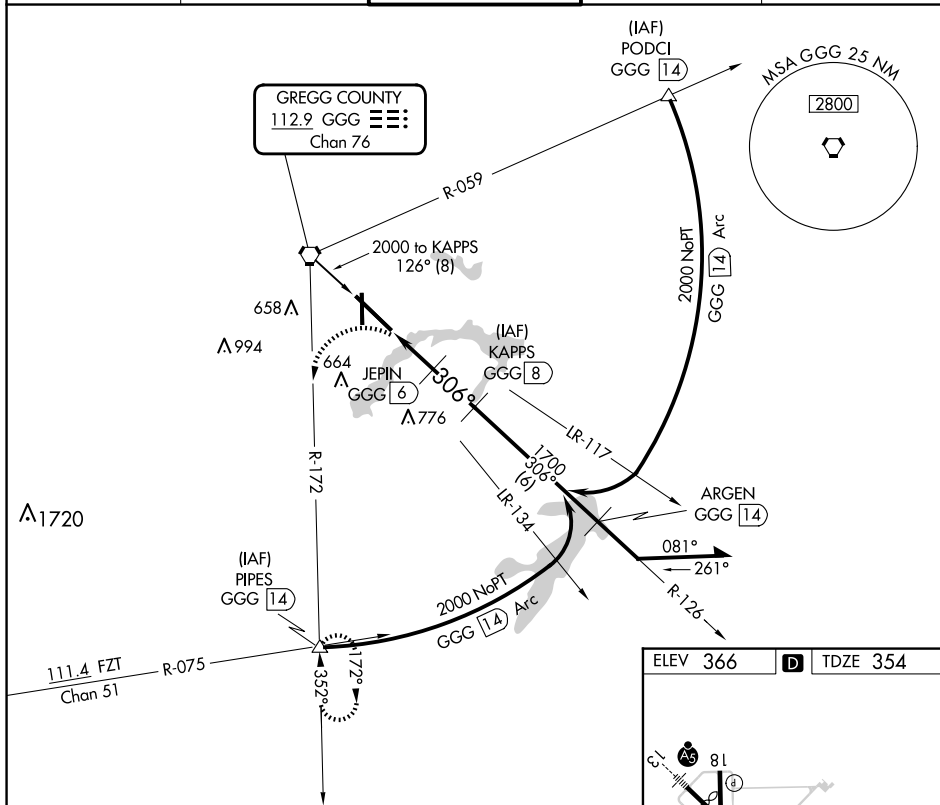 (IAF)
PODCI
GGG 14
MSA GGG 25 NM
2800
GREGG COUNTY
112.9 GGG
Chan 76
R-059
2000 NoPT
GGG 14 Arc
2000 to KAPPS
126° (8)
658
994
664
JEPIN
GGG 6
776
306°
(IAF)
KAPPS
GGG 8
R-172
LR-117
1700
306°
(6)
LR-134
ARGEN
GGG 14
1720
081°
261°
R-126
(IAF)
PIPES
GGG 14
2000 NoPT
GGG 14 Arc
111.4 FZT
Chan 51
R-075
352°
172°
ELEV 366 D TDZE 354
13
A5
18
P